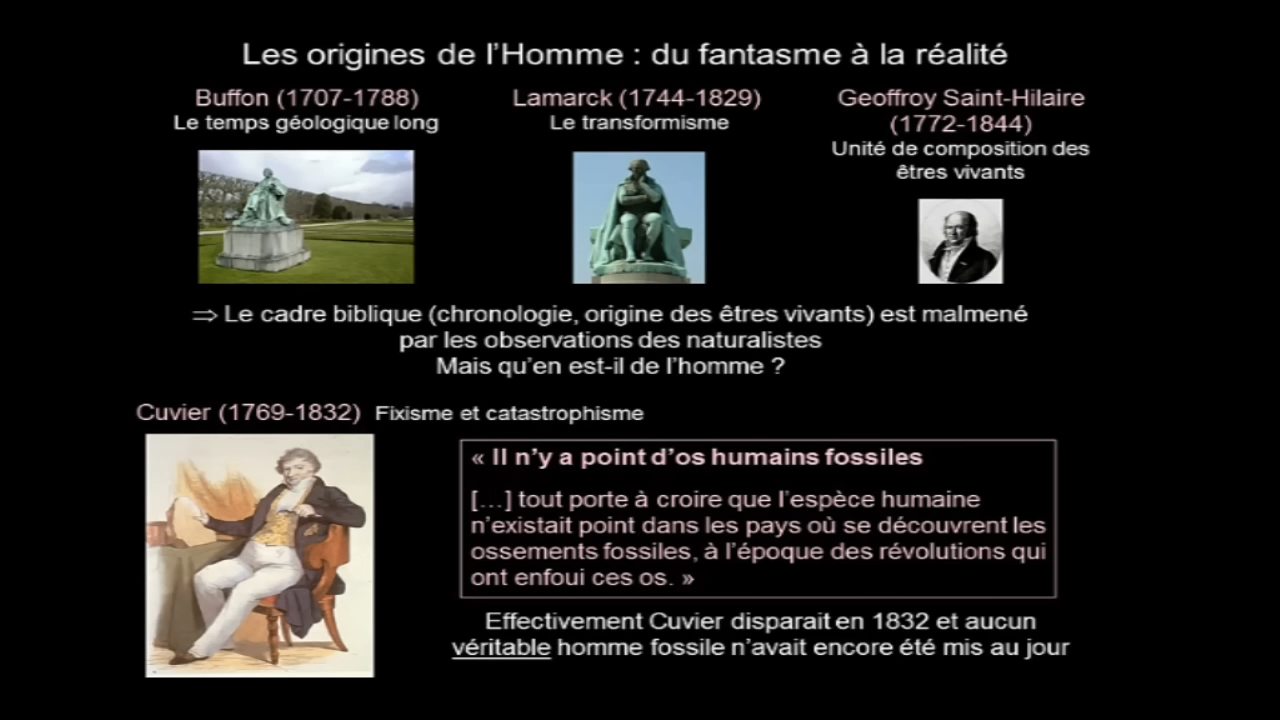 Les origines de l'Homme : du fantasme à la réalité
Buffon (1707-1788)
Le temps géologique long
Lamarck (1744-1829)
Le transformisme
Geoffroy Saint-Hilaire
(1772-1844)
Unité de composition des
êtres vivants
⇒ Le cadre biblique (chronologie, origine des êtres vivants) est malmené
par les observations des naturalistes
Mais qu'en est-il de l'homme ?
Cuvier (1769-1832) Fixisme et catastrophisme
« Il n'y a point d'os humains fossiles
[…] tout porte à croire que l'espèce humaine
n'existait point dans les pays où se découvrent les
ossements fossiles, à l'époque des révolutions qui
ont enfoui ces os. »
Effectivement Cuvier disparait en 1832 et aucun
véritable homme fossile n'avait encore été mis au jour